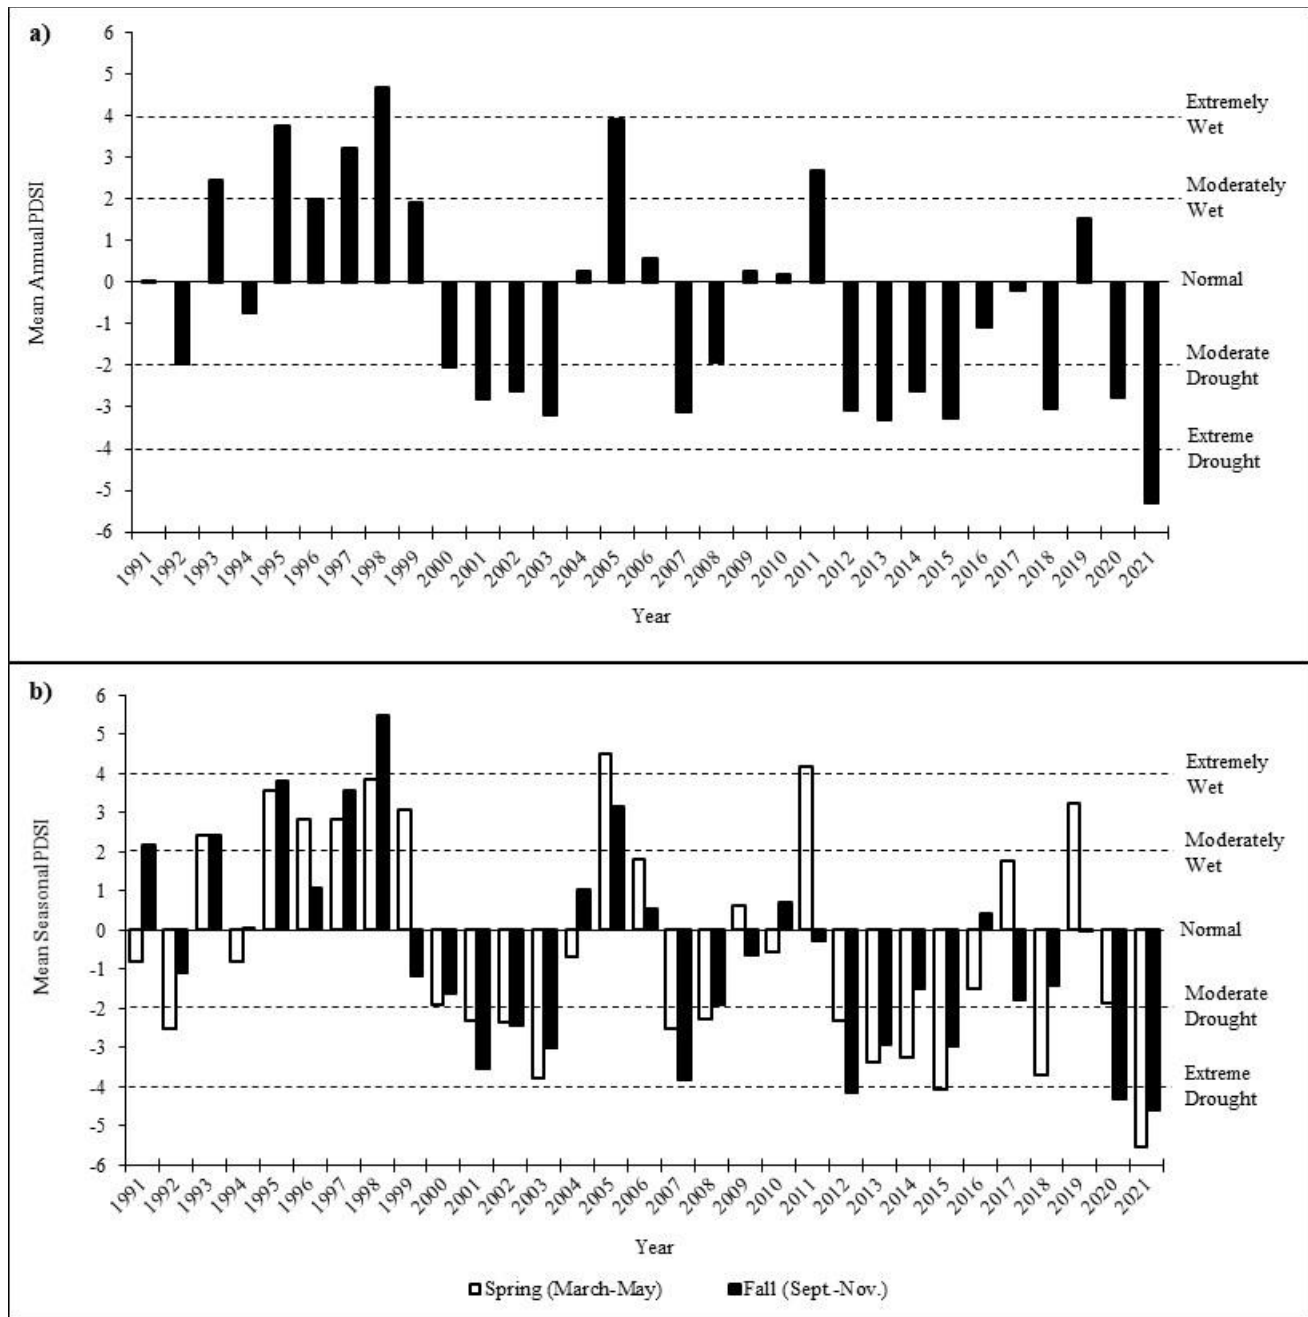 a)
6
5
4
3
2
1
0
-1
-2
-3
-4
-5
-6
Mean Annual PDSI
Extremely
Wet
Moderately
Wet
Normal
Moderate
Drought
Extreme
Drought
1991 1992 1993 1994 1995 1996 1997 1998 1999 2000 2001 2002 2003 2004 2005 2006 2007 2008 2009 2010 2011 2012 2013 2014 2015 2016 2017 2018 2019 2020 2021
Year
b)
6
5
4
3
2
1
0
-1
-2
-3
-4
-5
-6
Mean Seasonal PDSI
Extremely
Wet
Moderately
Wet
Normal
Moderate
Drought
Extreme
Drought
1991 1992 1993 1994 1995 1996 1997 1998 1999 2000 2001 2002 2003 2004 2005 2006 2007 2008 2009 2010 2011 2012 2013 2014 2015 2016 2017 2018 2019 2020 2021
Year
Spring (March-May) Fall (Sept.-Nov.)